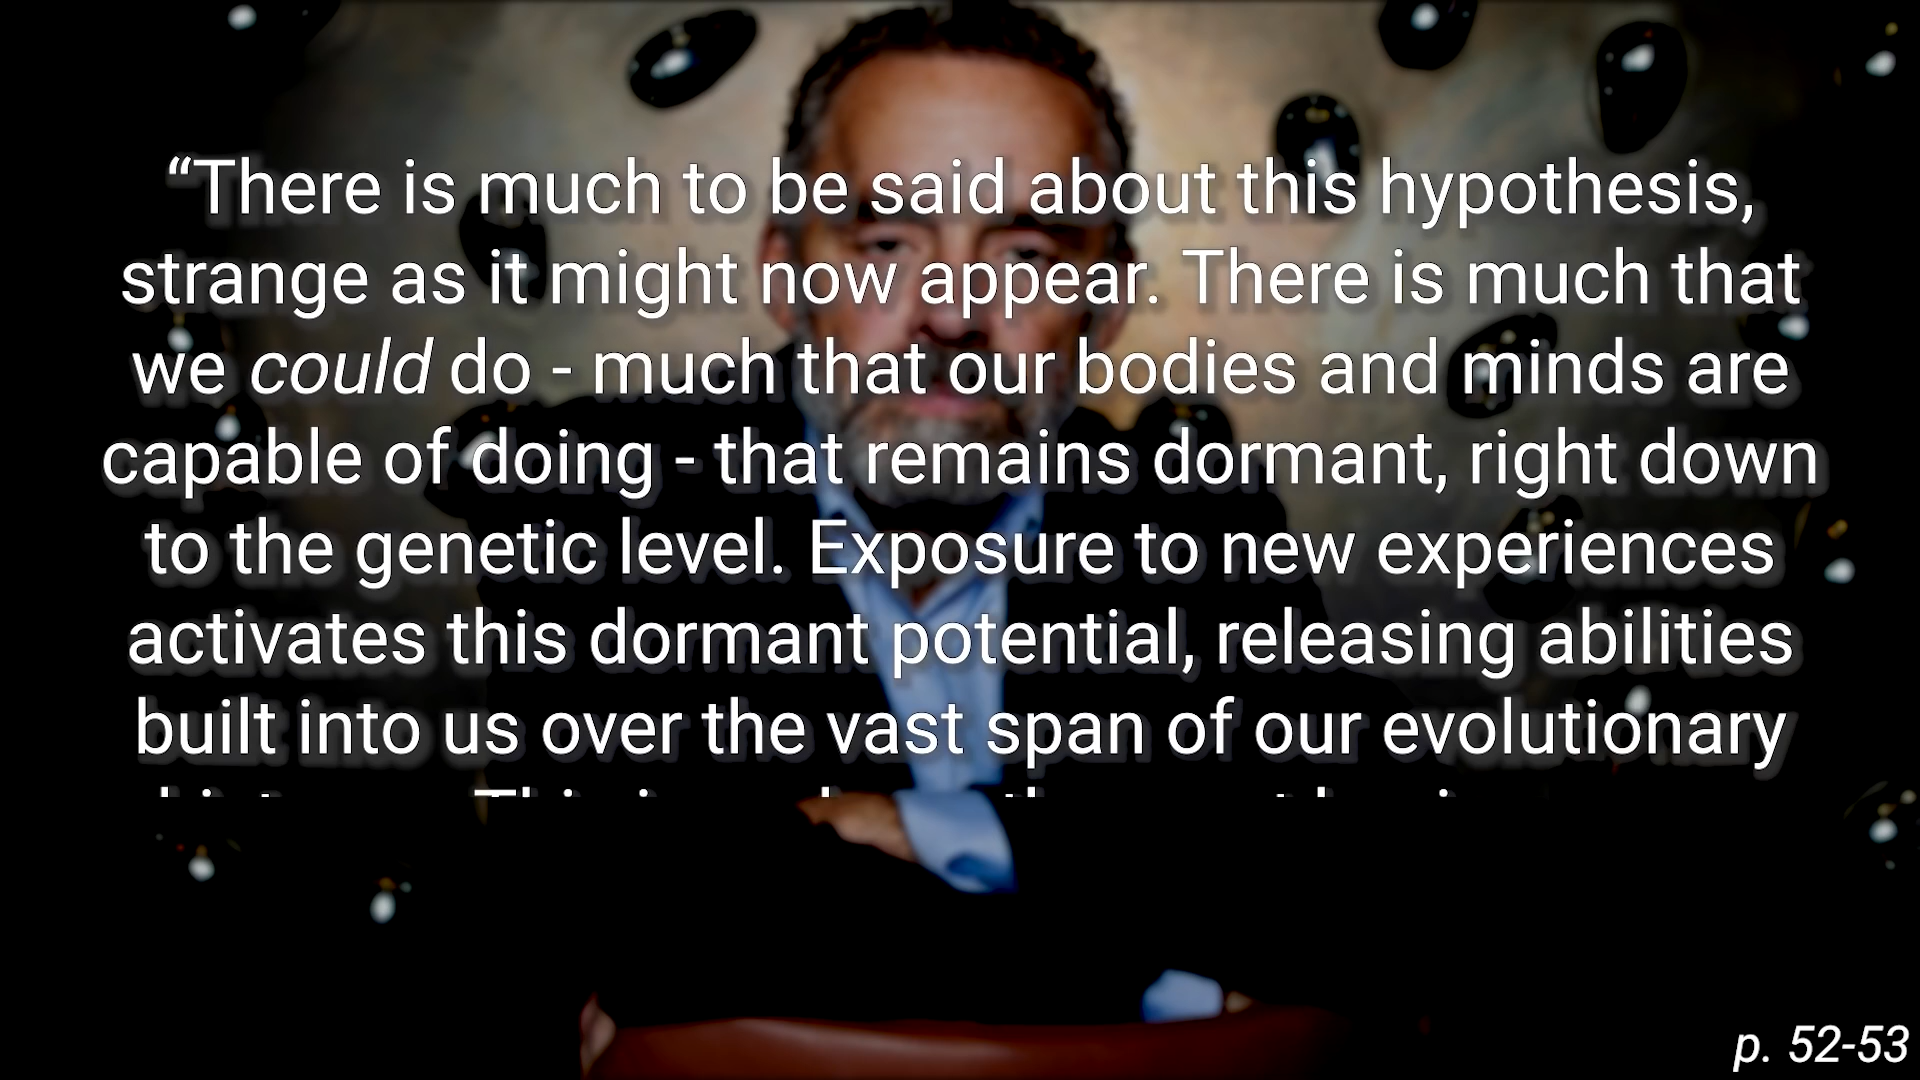 “There is much to be said about this hypothesis,
strange as it might now appear. There is much that
we could do - much that our bodies and minds are
capable of doing - that remains dormant, right down
to the genetic level. Exposure to new experiences
activates this dormant potential, releasing abilities
built into us over the vast span of our evolutionary
p. 52-53